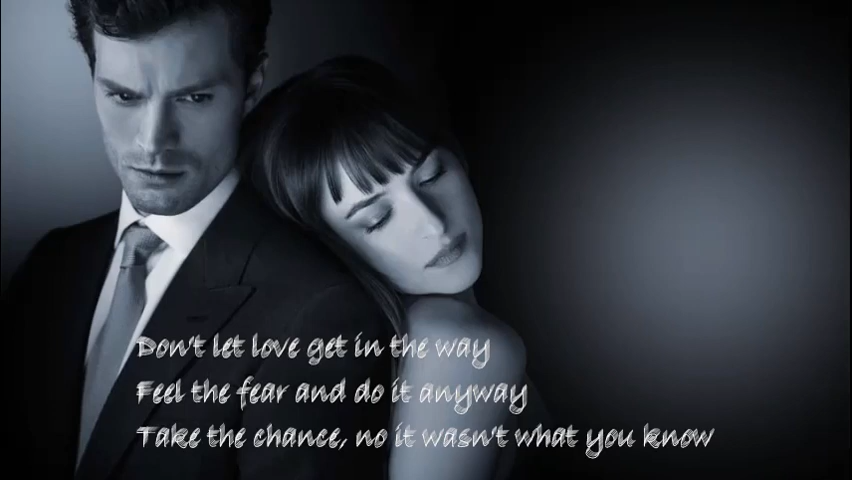 Don't let love get in the way
Feel the fear and do it anyway
Take the chance, no it wasn't what you know